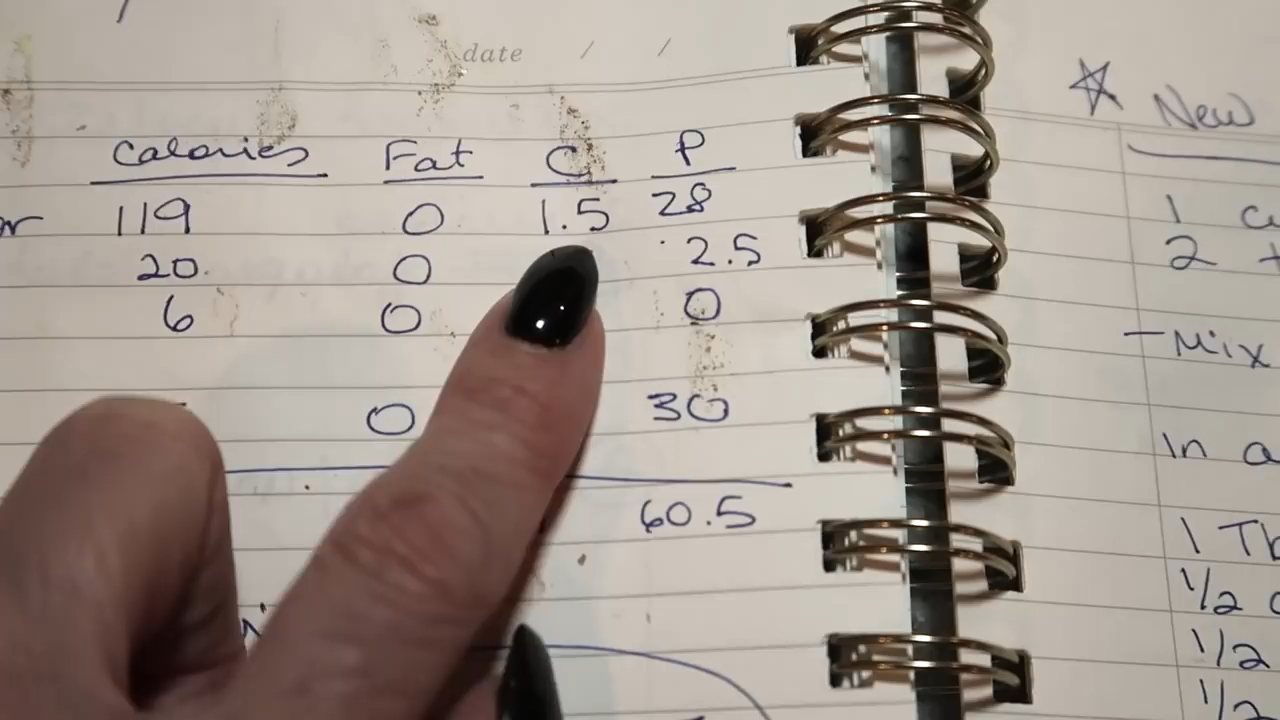 date / /
Calories Fat C P
119 0 1.5 28
20 0 2.5
6 0 0
0 30
60.5
New
1
2
-Mix
In a
1
1/2
1/2
1/2